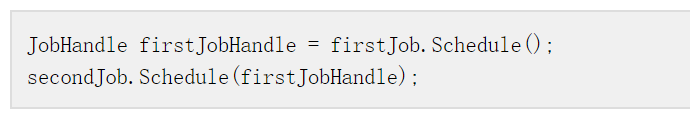 JobHandle firstJobHandle = firstJob.Schedule();
secondJob.Schedule(firstJobHandle);